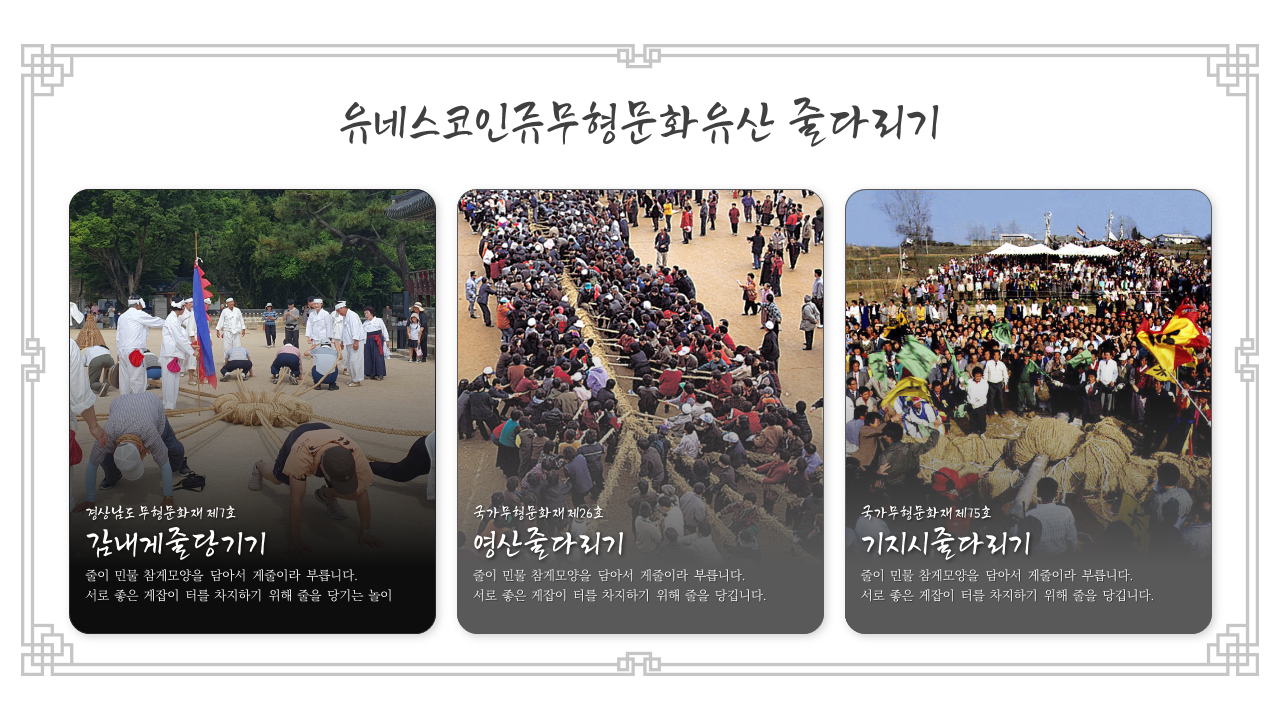 유네스코인류무형문화유산 줄다리기
경상남도 무형문화재 제7호
감내게줄당기기
줄이 민물 참게모양을 담아서 게줄이라 부릅니다.
서로 좋은 게잡이 터를 차지하기 위해 줄을 당기는 놀이
국가무형문화재 제26호
영산줄다리기
줄이 민물 참게모양을 담아서 게줄이라 부릅니다.
서로 좋은 게잡이 터를 차지하기 위해 줄을 당깁니다.
국가무형문화재 제75호
기지시줄다리기
줄이 민물 참게모양을 담아서 게줄이라 부릅니다.
서로 좋은 게잡이 터를 차지하기 위해 줄을 당깁니다.